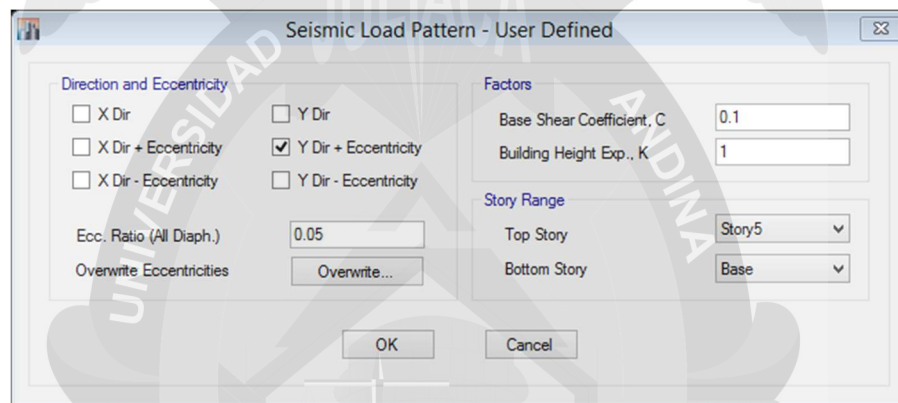 Seismic Load Pattern - User Defined
Direction and Eccentricity
X Dir
Y Dir
X Dir + Eccentricity
Y Dir + Eccentricity
X Dir - Eccentricity
Y Dir - Eccentricity
Ecc. Ratio (All Diaph.)
0.05
Overwrite Eccentricities
Overwrite...
Factors
Base Shear Coefficient, C
0.1
Building Height Exp., K
1
Story Range
Top Story
Story5
Bottom Story
Base
OK
Cancel
UNIVERSIDAD
ANDINA